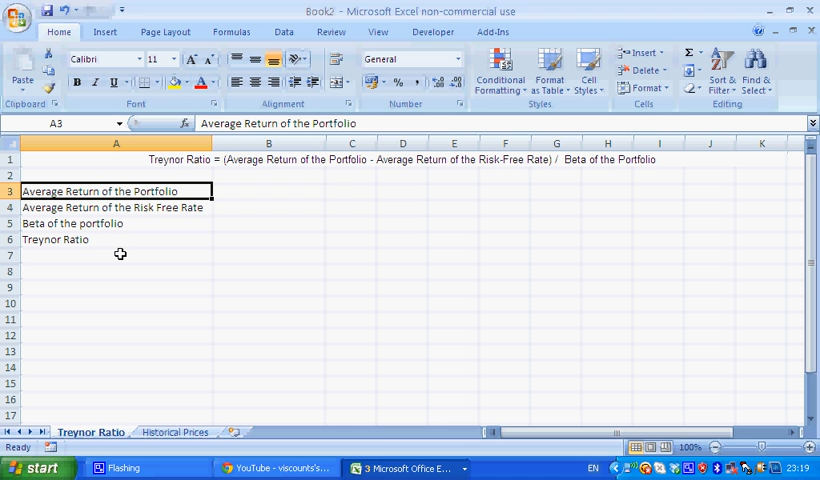 Book2 - Microsoft Excel non-commercial use
Home Insert Page Layout Formulas Data Review View Developer Add-Ins
Paste
Calibri 11
General
B I U
Conditional Formatting
Format as Table
Cell Styles
Insert
Delete
Format
Sort & Filter
Find & Select
Clipboard Font Alignment Number Styles Cells Editing
A3 fx Average Return of the Portfolio
A B C D E F G H I J K
1 Treynor Ratio = (Average Return of the Portfolio - Average Return of the Risk-Free Rate) / Beta of the Portfolio
2
3 Average Return of the Portfolio
4 Average Return of the Risk Free Rate
5 Beta of the portfolio
6 Treynor Ratio
7
8
9
10
11
12
13
14
15
16
17
Treynor Ratio Historical Prices
Ready 100%
start Flashing YouTube - viscounts's... 3 Microsoft Office E... EN 23:19